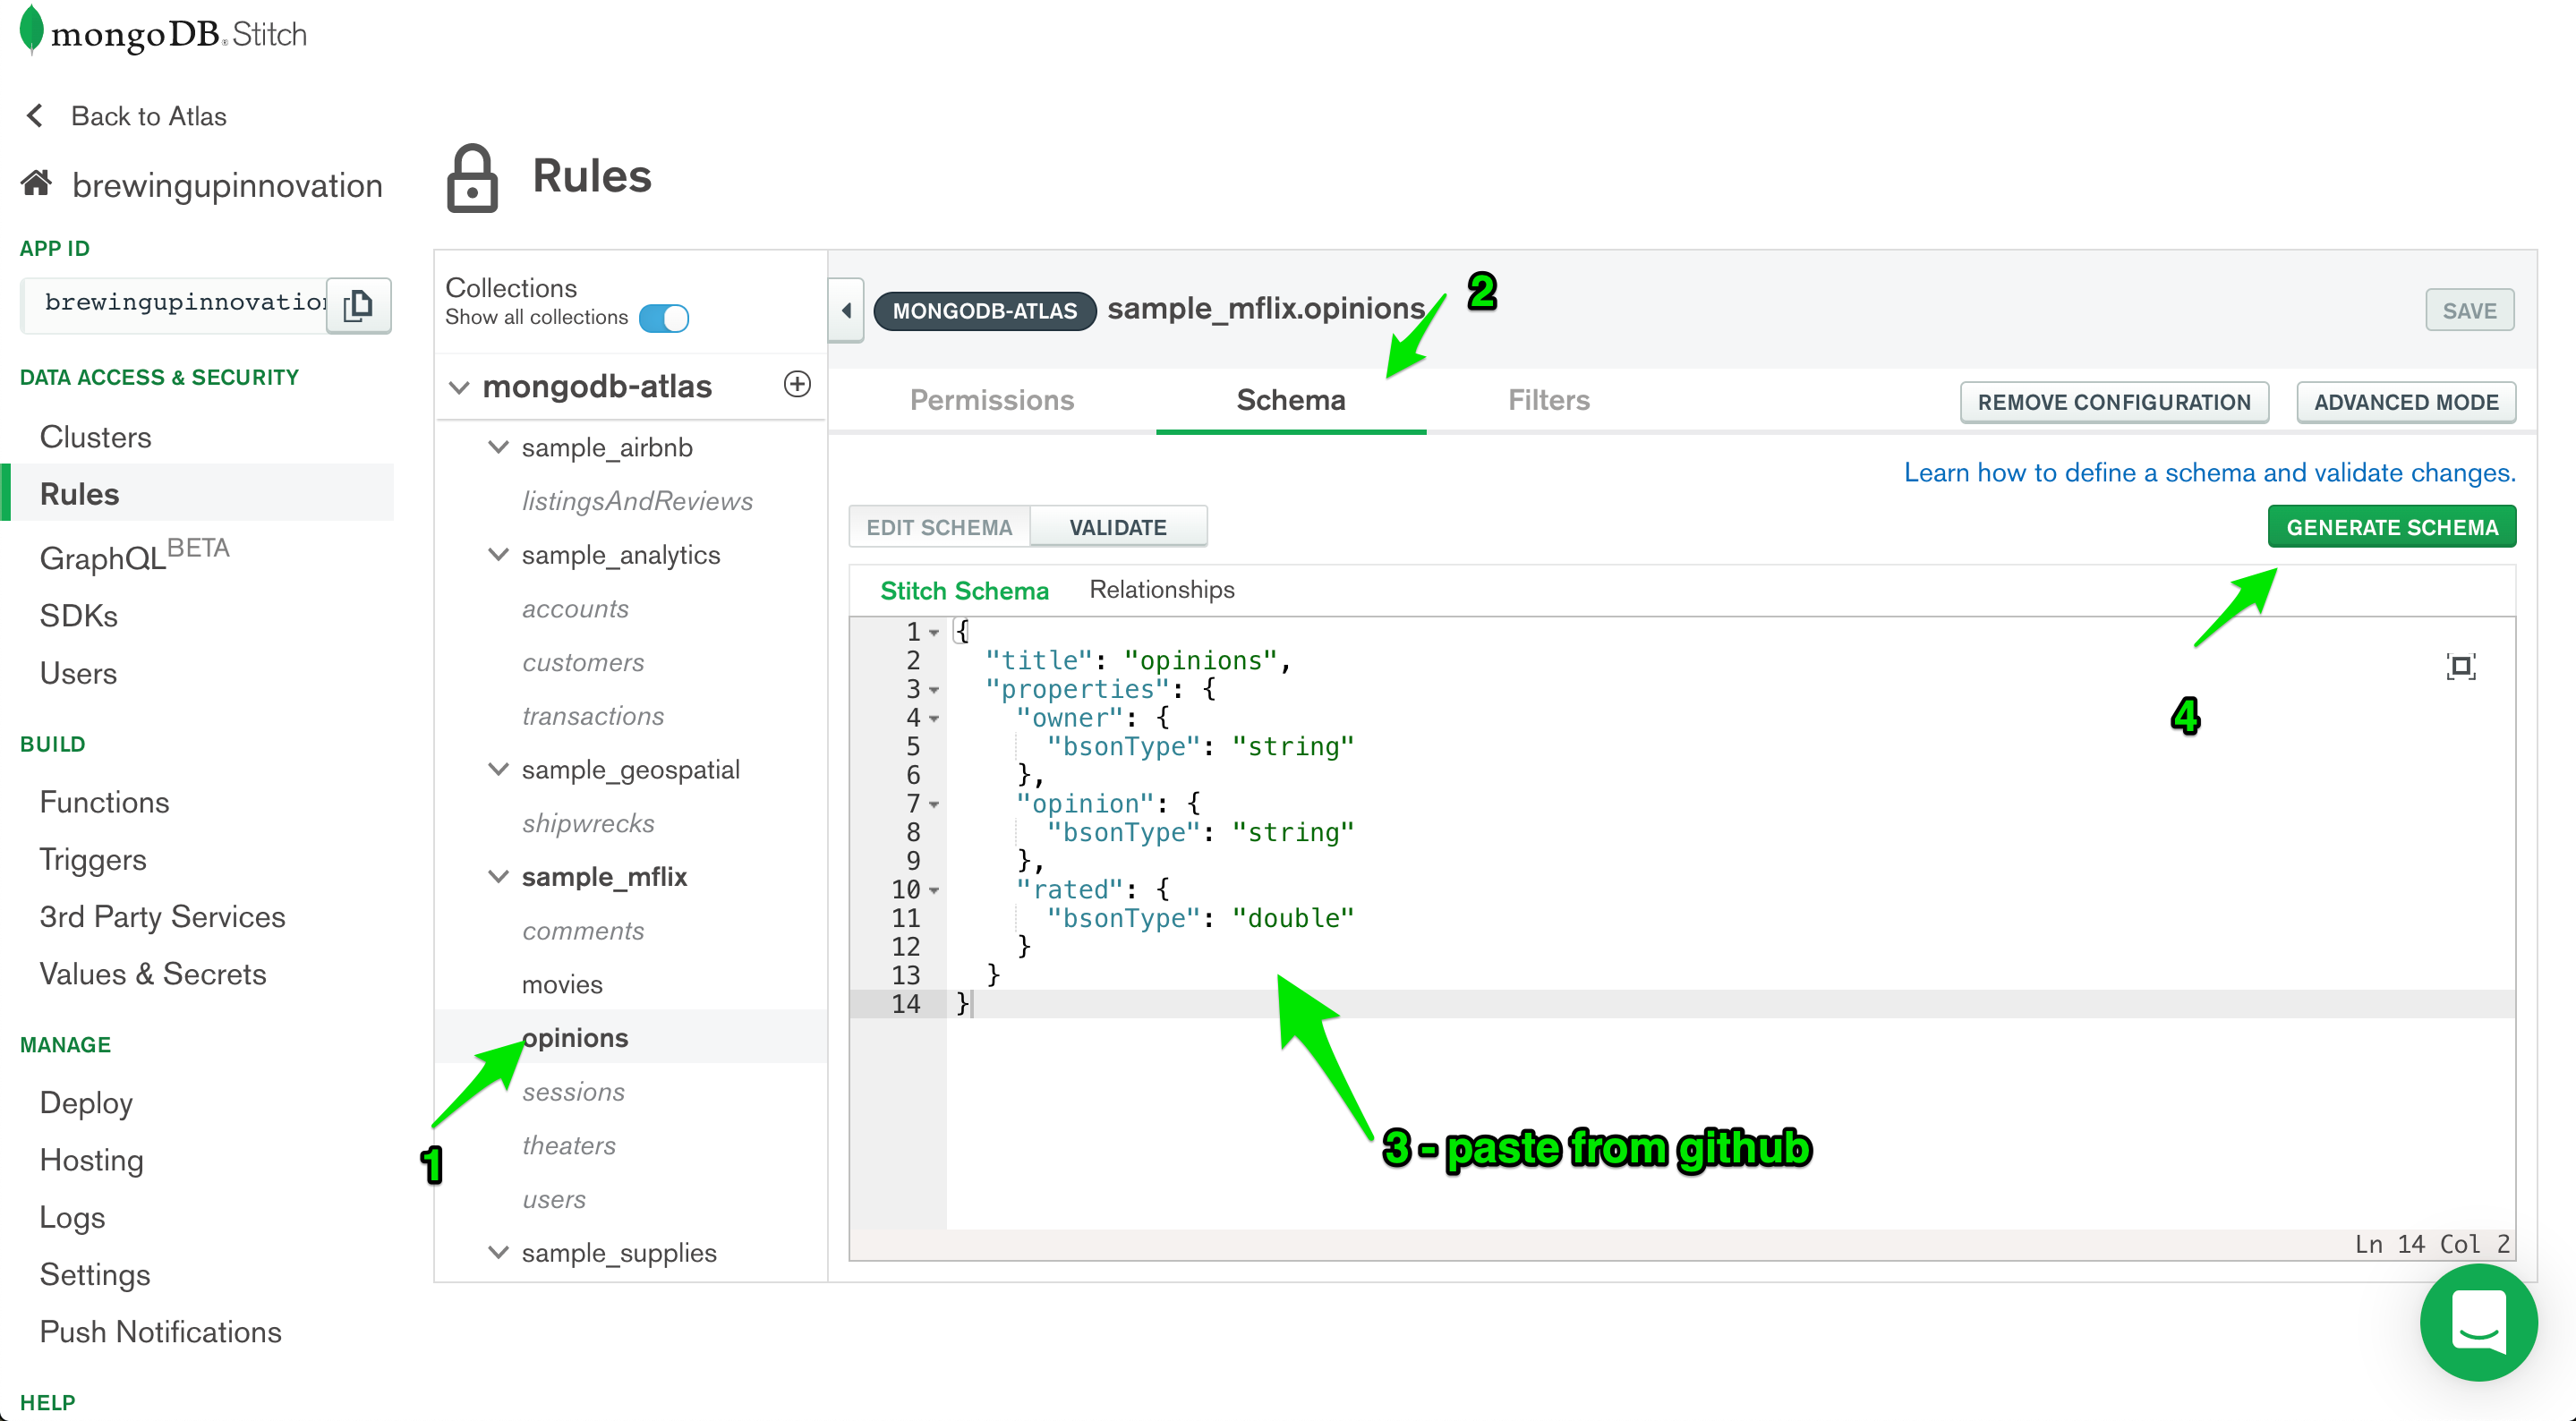 mongoDB® Stitch
Back to Atlas
brewingupinnovation
APP ID
brewingupinnovation
DATA ACCESS & SECURITY
Clusters
Rules
GraphQL BETA
SDKs
Users
BUILD
Functions
Triggers
3rd Party Services
Values & Secrets
MANAGE
Deploy
Hosting
Logs
Settings
Push Notifications
HELP
Rules
Collections
Show all collections
mongodb-atlas
sample_airbnb
listingsAndReviews
sample_analytics
accounts
customers
transactions
sample_geospatial
shipwrecks
sample_mflix
comments
movies
opinions
1
sessions
theaters
users
sample_supplies
MONGODB-ATLAS sample_mflix.opinions
2
SAVE
Permissions Schema Filters REMOVE CONFIGURATION ADVANCED MODE
Learn how to define a schema and validate changes.
EDIT SCHEMA VALIDATE GENERATE SCHEMA
Stitch Schema Relationships
1 {
2 "title": "opinions",
3 "properties": {
4 "owner": {
5 "bsonType": "string"
6 },
7 "opinion": {
8 "bsonType": "string"
9 },
10 "rated": {
11 "bsonType": "double"
12 }
13 }
14 }
4
3 - paste from github
Ln 14 Col 2